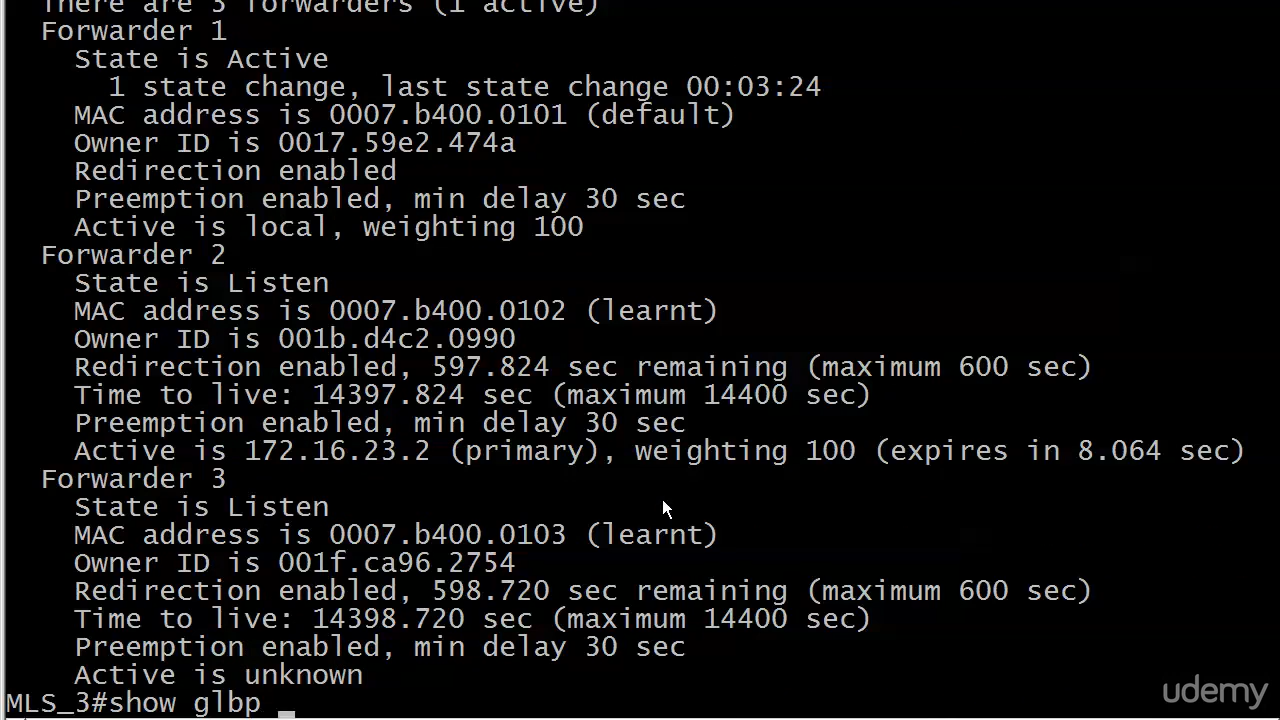 There are 3 forwarders (1 active)
Forwarder 1
State is Active
1 state change, last state change 00:03:24
MAC address is 0007.b400.0101 (default)
Owner ID is 0017.59e2.474a
Redirection enabled
Preemption enabled, min delay 30 sec
Active is local, weighting 100
Forwarder 2
State is Listen
MAC address is 0007.b400.0102 (learnt)
Owner ID is 001b.d4c2.0990
Redirection enabled, 597.824 sec remaining (maximum 600 sec)
Time to live: 14397.824 sec (maximum 14400 sec)
Preemption enabled, min delay 30 sec
Active is 172.16.23.2 (primary), weighting 100 (expires in 8.064 sec)
Forwarder 3
State is Listen
MAC address is 0007.b400.0103 (learnt)
Owner ID is 001f.ca96.2754
Redirection enabled, 598.720 sec remaining (maximum 600 sec)
Time to live: 14398.720 sec (maximum 14400 sec)
Preemption enabled, min delay 30 sec
Active is unknown
MLS_3#show glbp
udemy